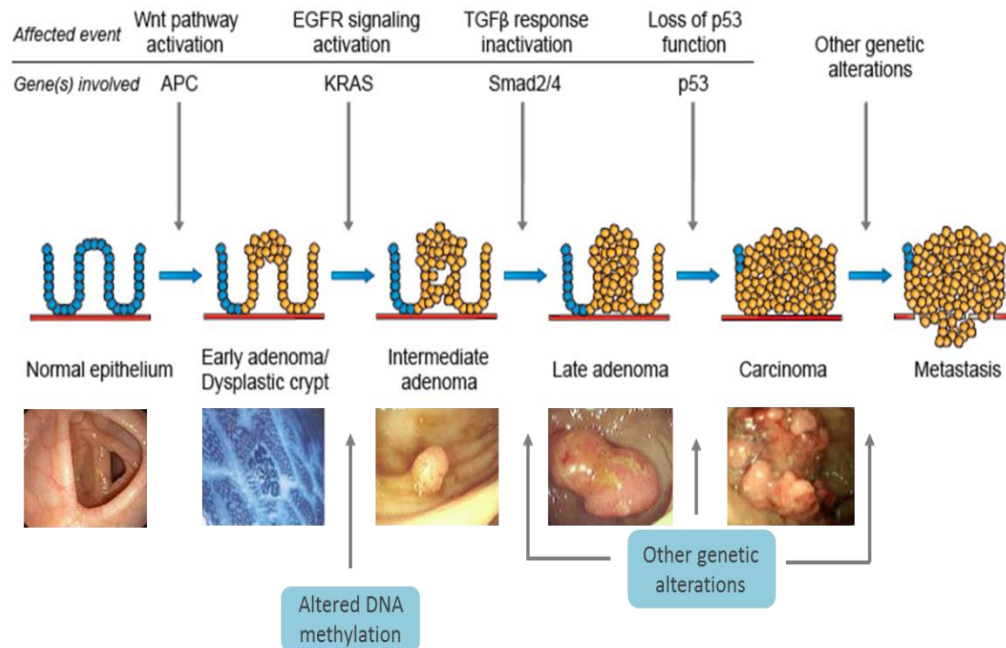 Affected event
Wnt pathway
activation
EGFR signaling
activation
TGFβ response
inactivation
Loss of p53
function
Other genetic
alterations
Gene(s) involved
APC
KRAS
Smad2/4
p53
Normal epithelium
Early adenoma/
Dysplastic crypt
Intermediate
adenoma
Late adenoma
Carcinoma
Metastasis
Altered DNA
methylation
Other genetic
alterations